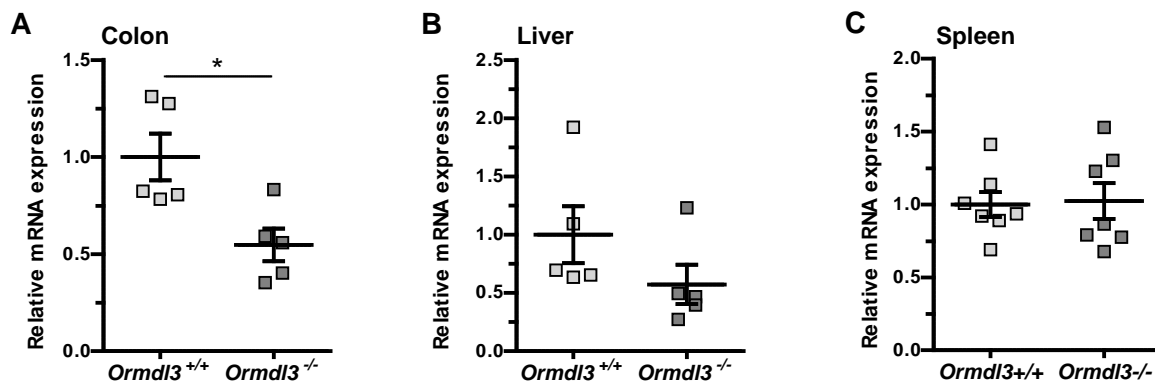 A
Colon
Relative mRNA expression
1.5
1.0
0.5
0.0
*
Ormdl3 +/+
Ormdl3 -/-
B
Liver
Relative mRNA expression
2.5
2.0
1.5
1.0
0.5
0.0
Ormdl3 +/+
Ormdl3 -/-
C
Spleen
Relative mRNA expression
2.0
1.5
1.0
0.5
0.0
Ormdl3+/+
Ormdl3-/-